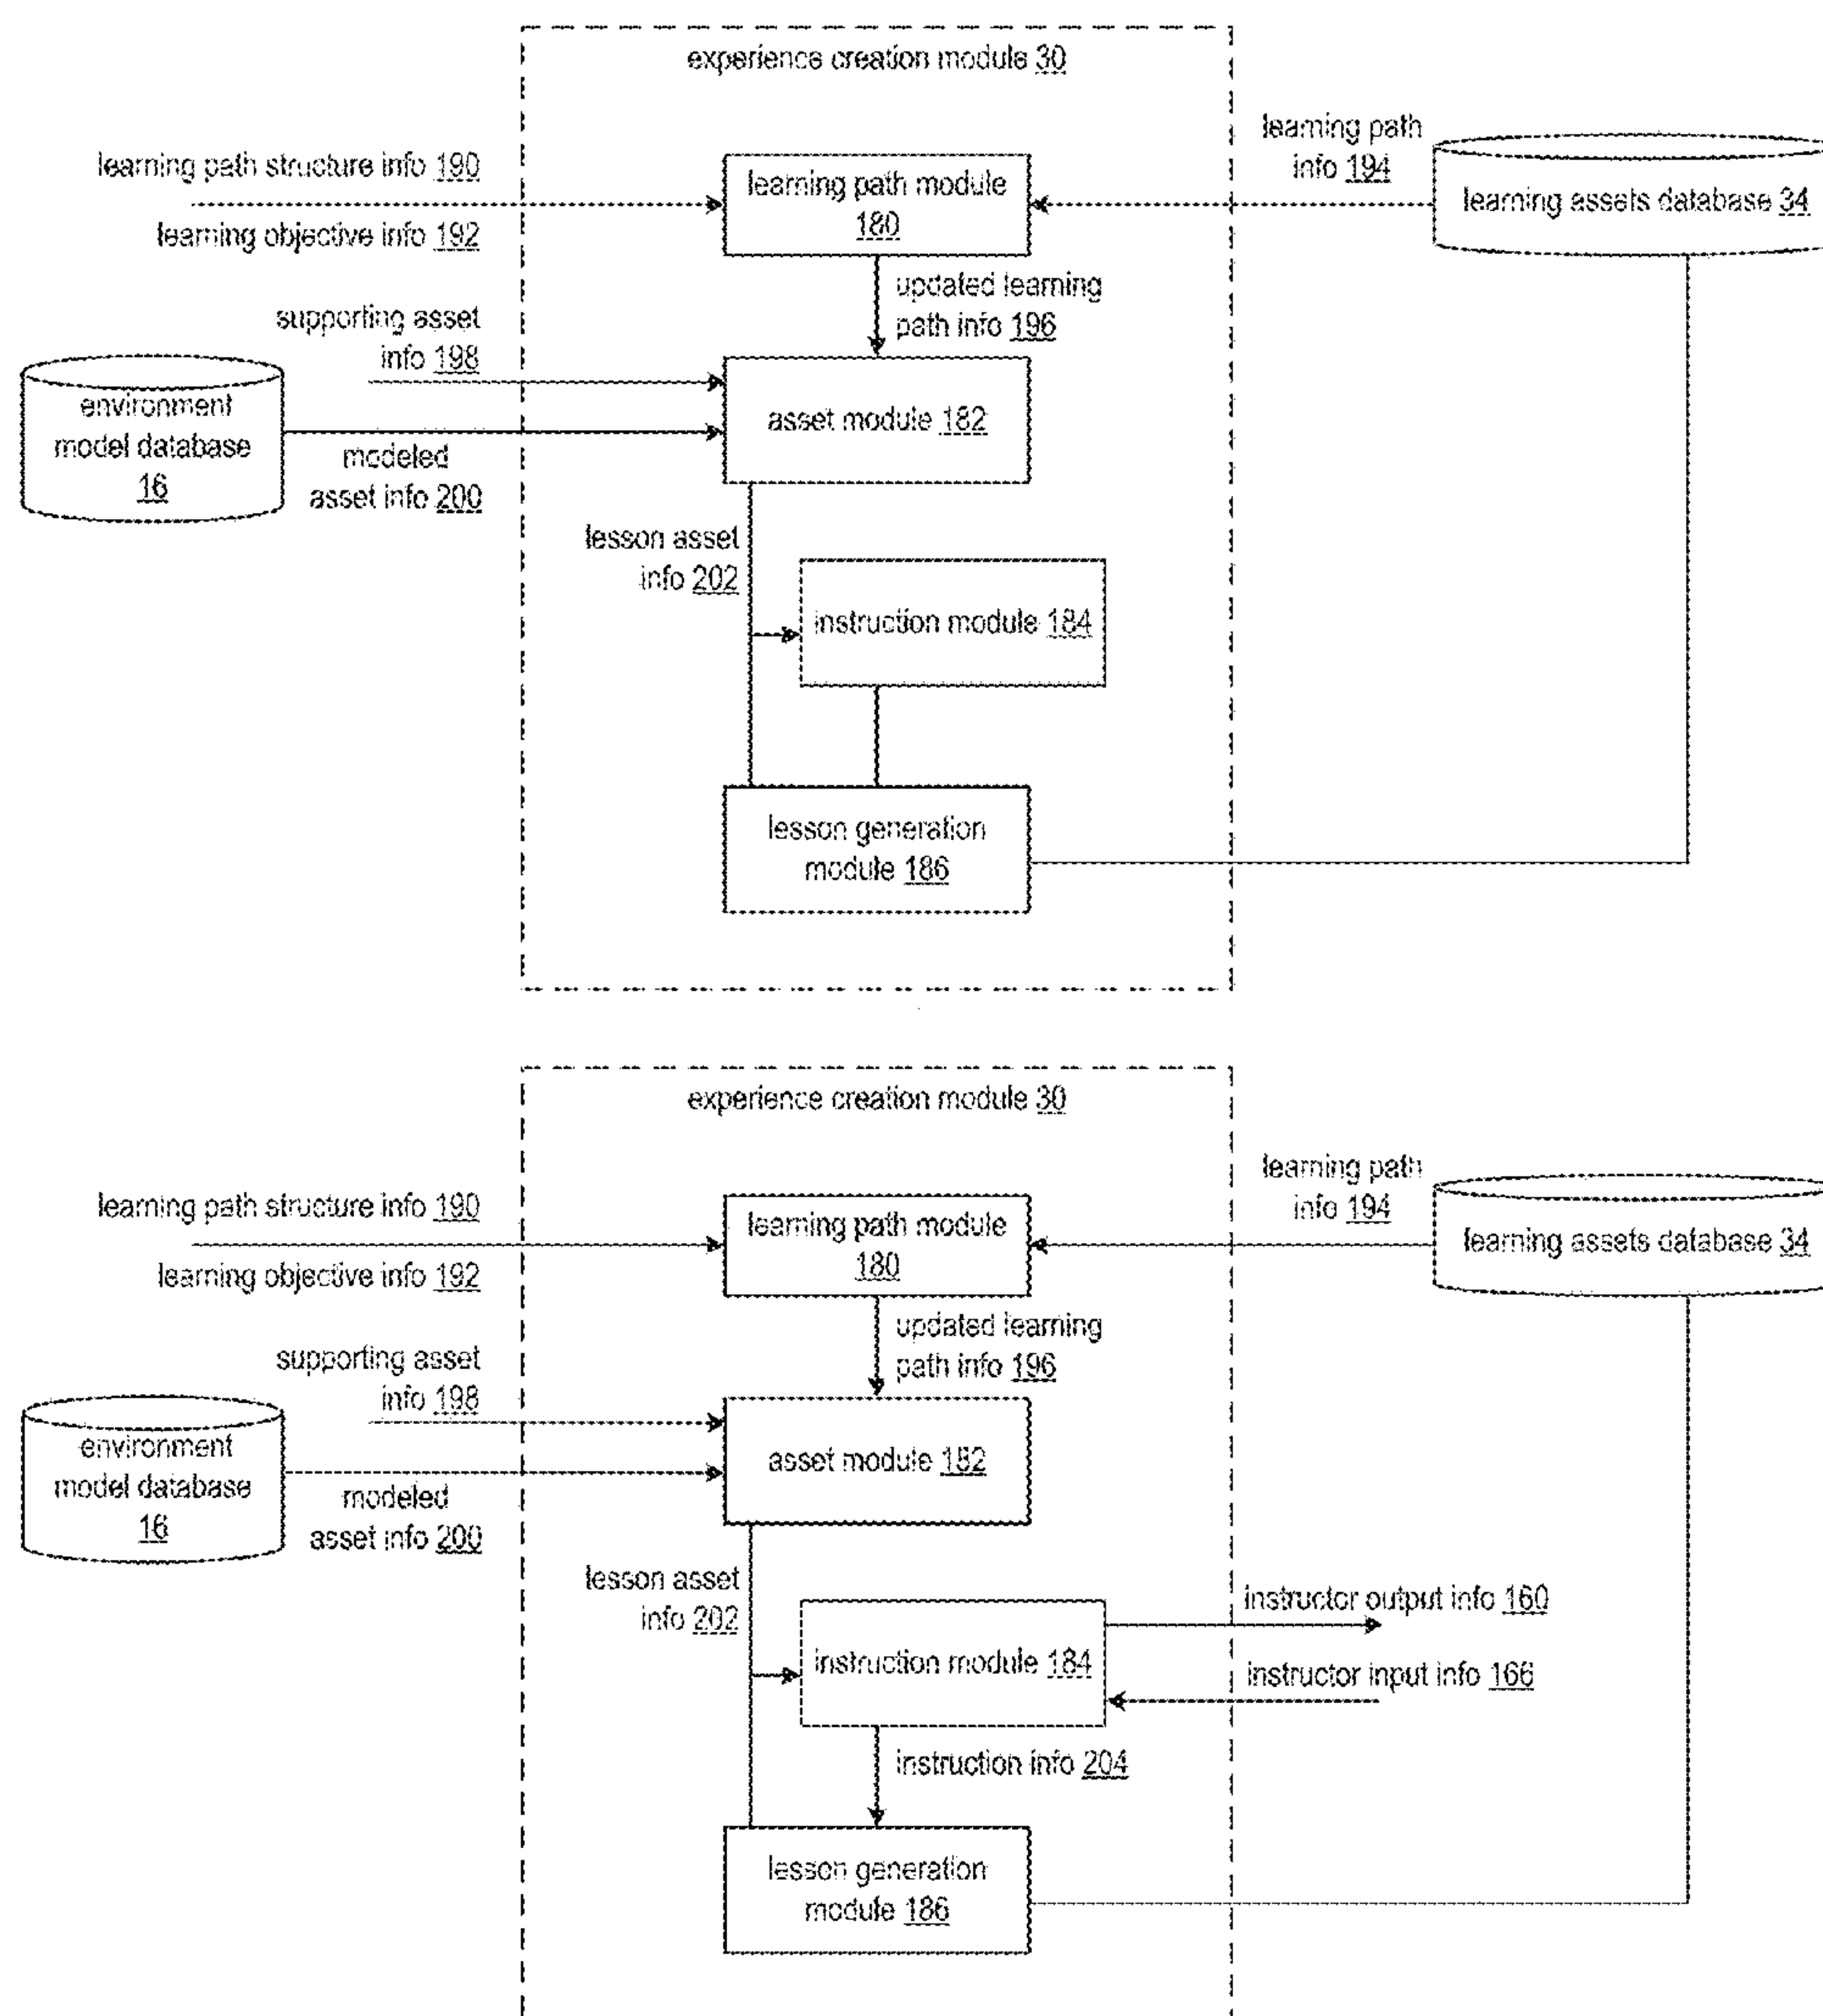 experience creation module 30
learning path structure info 190
learning objective info 192
learning path module
180
learning path
info 194
learning assets database 34
updated learning
path info 196
supporting asset
info 198
environment
model database
16
modeled
asset info 200
asset module 182
lesson asset
info 202
instruction module 184
lesson generation
module 186
experience creation module 30
learning path structure info 190
learning objective info 192
learning path module
180
learning path
info 194
learning assets database 34
updated learning
path info 196
supporting asset
info 198
environment
model database
16
modeled
asset info 200
asset module 182
lesson asset
info 202
instruction module 184
instructor output info 160
instructor input info 166
instruction info 204
lesson generation
module 186